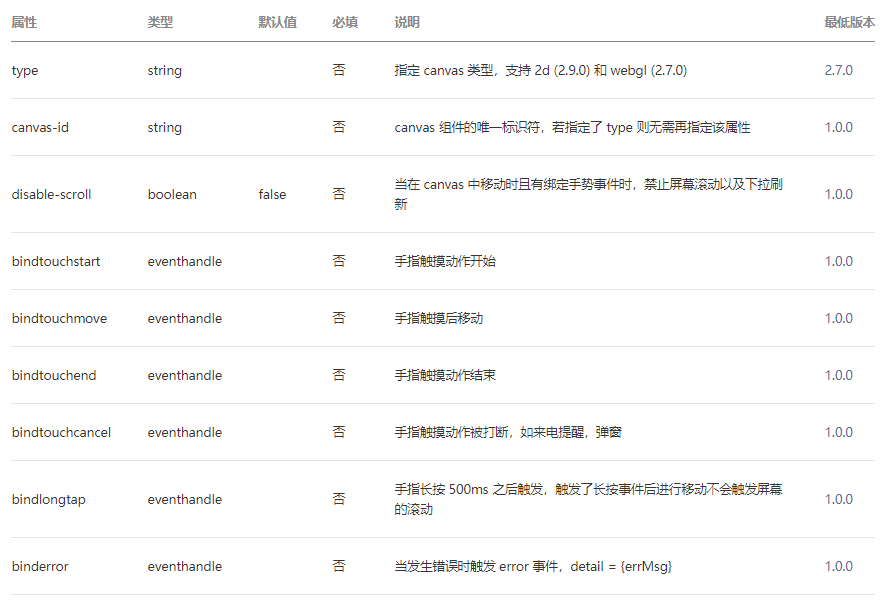 属性 类型 默认值 必填 说明 最低版本
type string 否 指定 canvas 类型，支持 2d (2.9.0) 和 webgl (2.7.0) 2.7.0
canvas-id string 否 canvas 组件的唯一标识符，若指定了 type 则无需再指定该属性 1.0.0
disable-scroll boolean false 否 当在 canvas 中移动时且有绑定手势事件时，禁止屏幕滚动以及下拉刷 1.0.0
新
bindtouchstart eventhandle 否 手指触摸动作开始 1.0.0
bindtouchmove eventhandle 否 手指触摸后移动 1.0.0
bindtouchend eventhandle 否 手指触摸动作结束 1.0.0
bindtouchcancel eventhandle 否 手指触摸动作被打断，如来电提醒，弹窗 1.0.0
bindlongtap eventhandle 否 手指长按 500ms 之后触发，触发了长按事件后进行移动不会触发屏幕 1.0.0
的滚动
binderror eventhandle 否 当发生错误时触发 error 事件，detail = {errMsg} 1.0.0